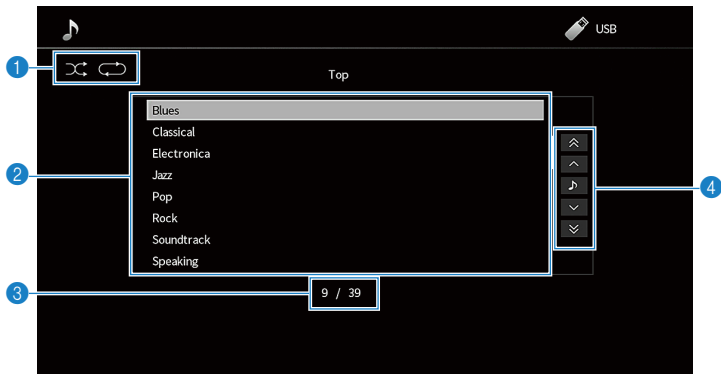 USB
1
Top
Blues
Classical
Electronica
2
Jazz
4
Pop
Rock
Soundtrack
Speaking
3
9 / 39